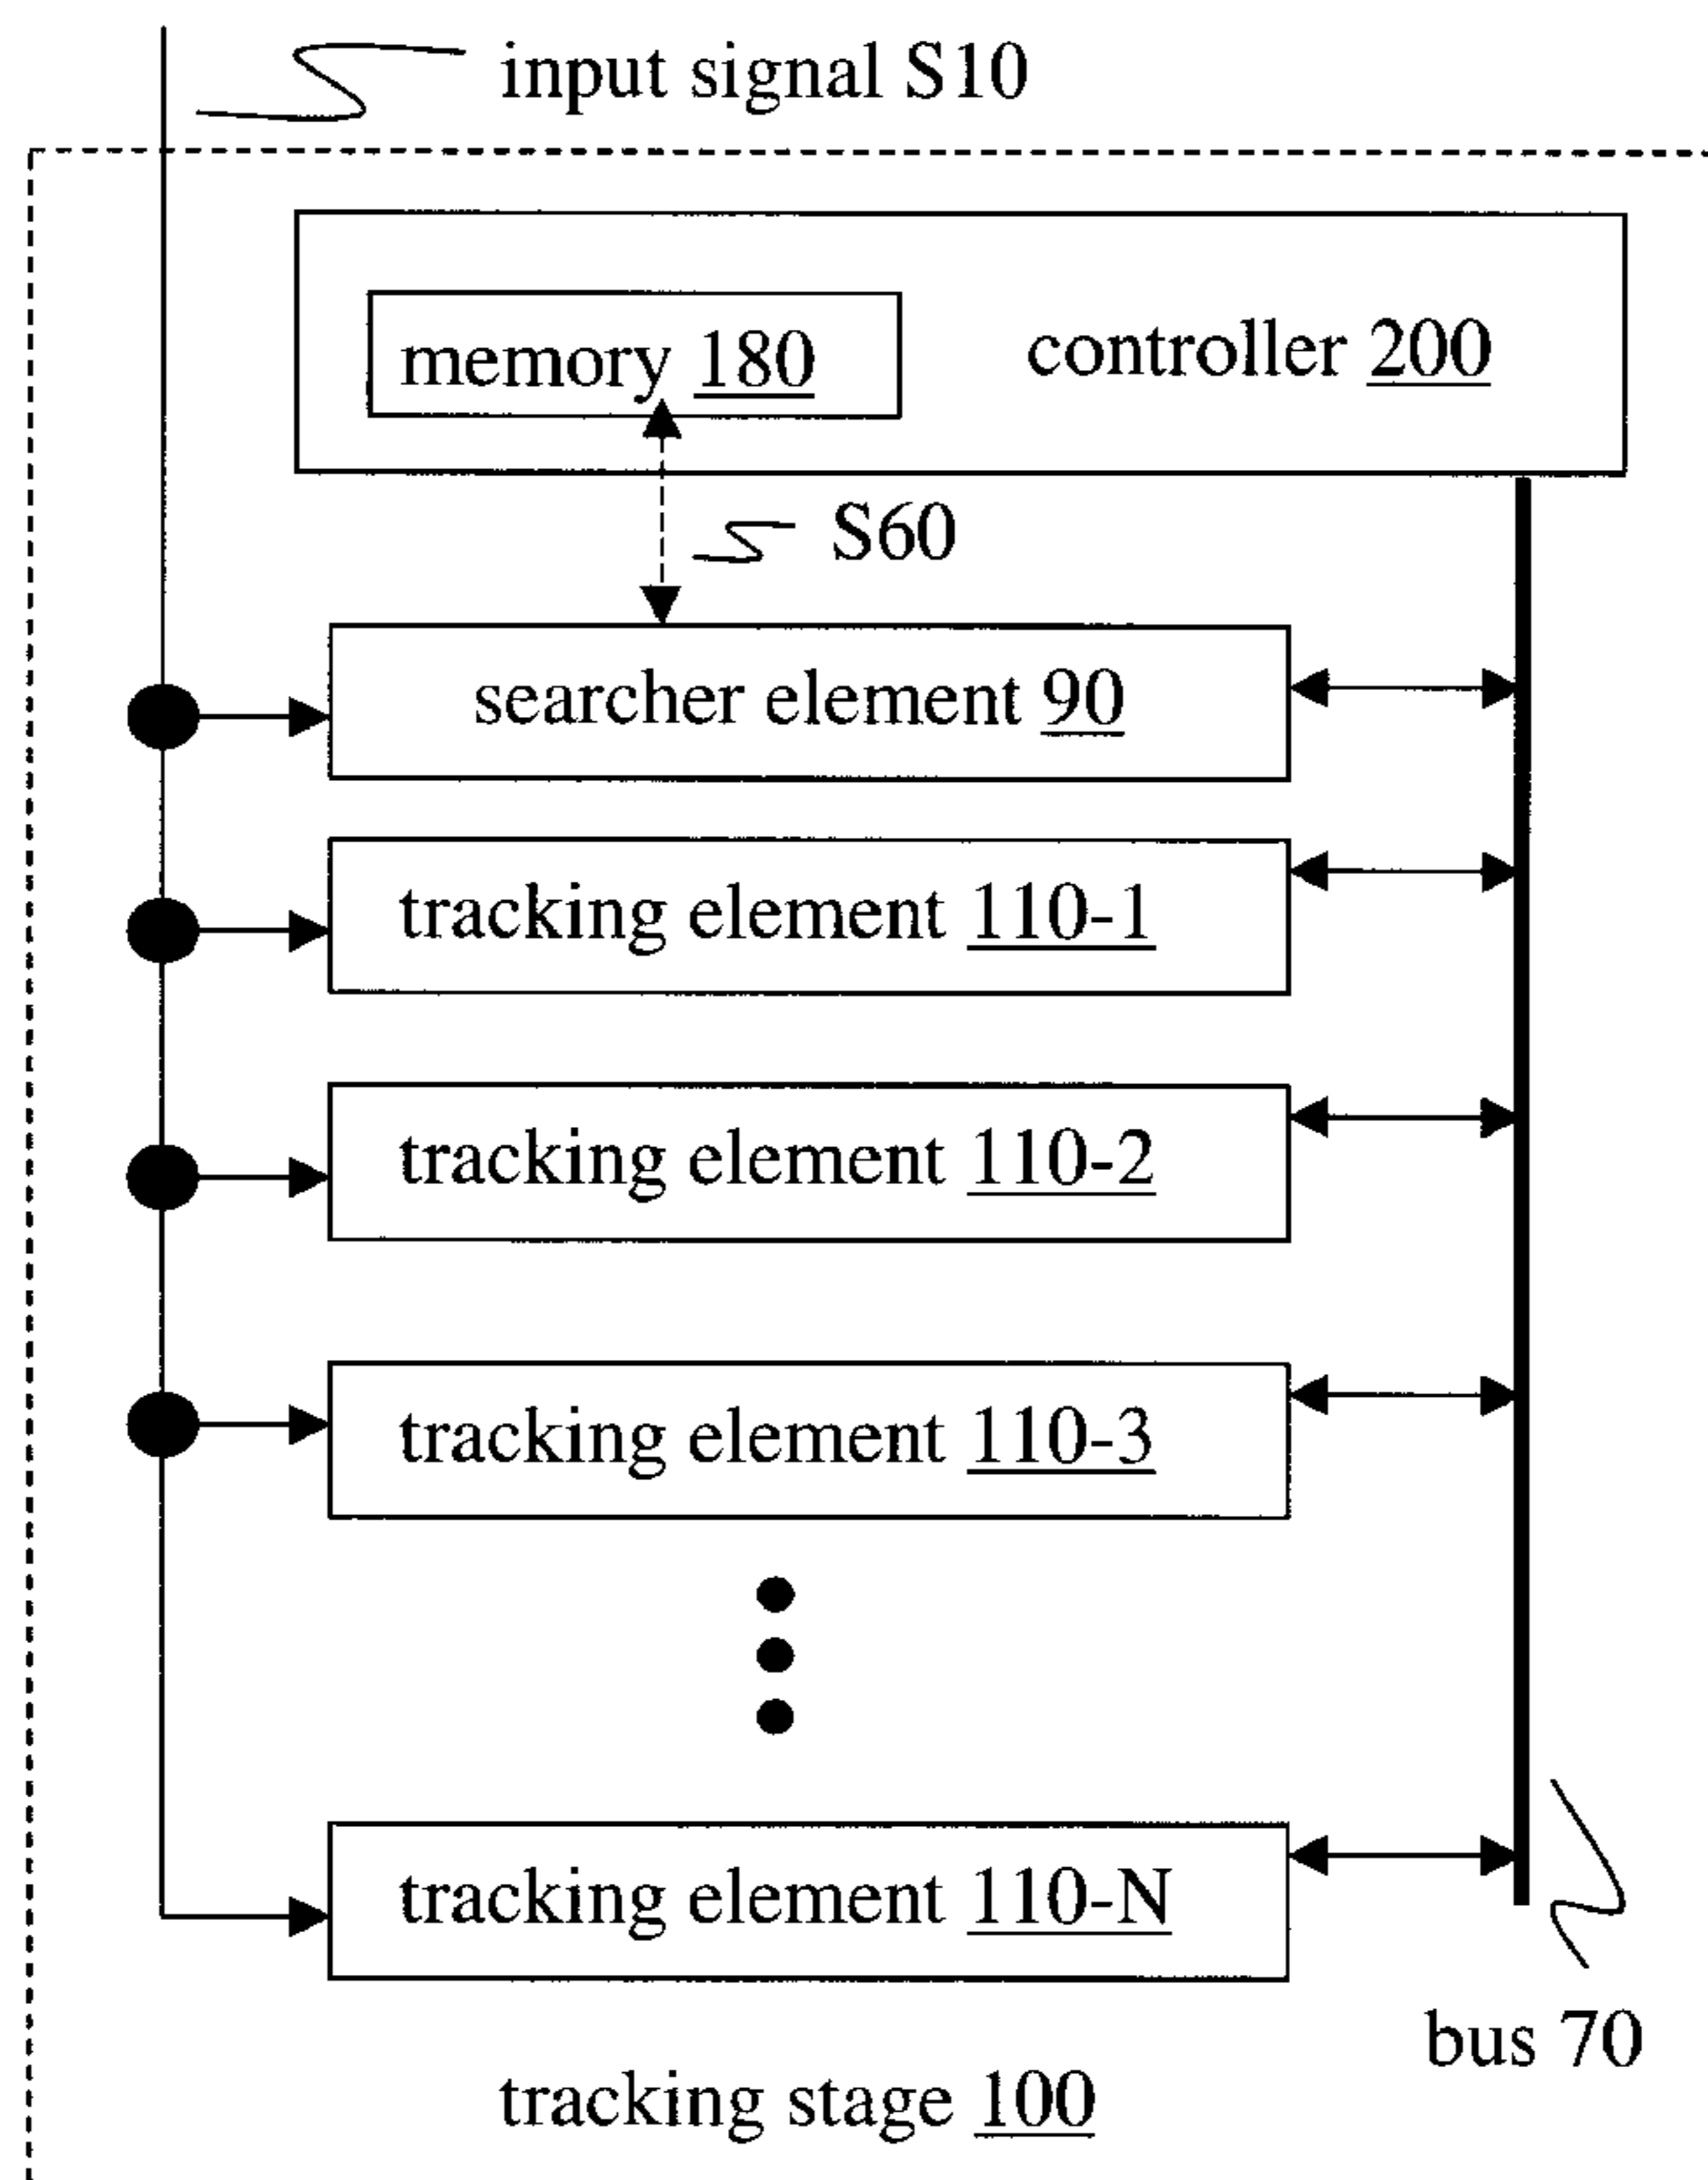 input signal S10
memory 180
controller 200
S60
searcher element 90
tracking element 110-1
tracking element 110-2
tracking element 110-3
tracking element 110-N
bus 70
tracking stage 100